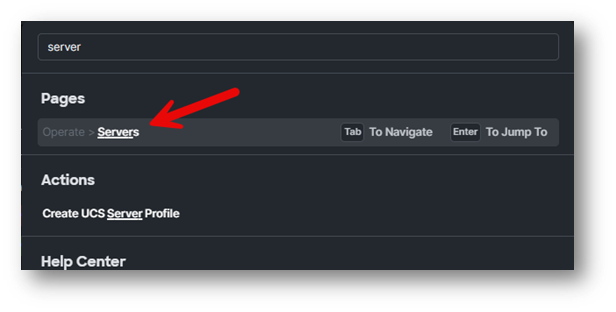 server
Pages
Operate > Servers Tab To Navigate Enter To Jump To
Actions
Create UCS Server Profile
Help Center